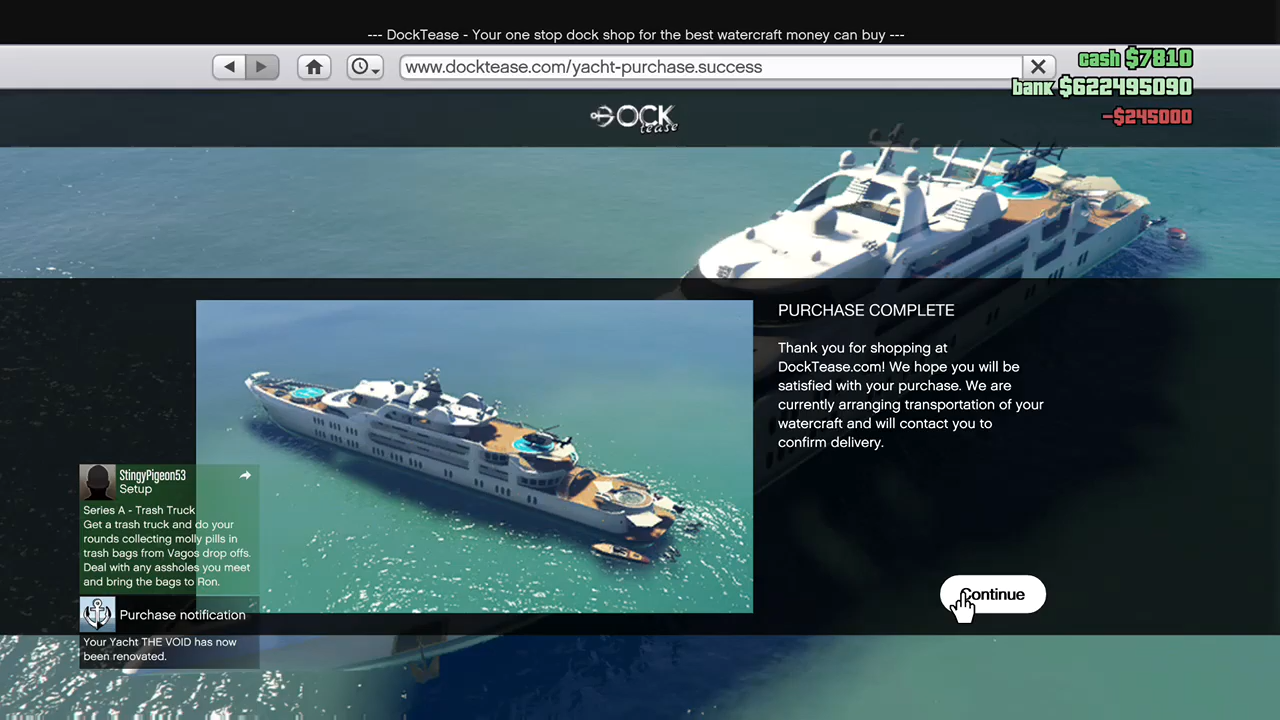 --- DockTease - Your one stop dock shop for the best watercraft money can buy ---
www.docktease.com/yacht-purchase.success
cash $7810
bank $622495090
-$245000
DOCK
tease
PURCHASE COMPLETE
Thank you for shopping at
DockTease.com! We hope you will be
satisfied with your purchase. We are
currently arranging transportation of your
watercraft and will contact you to
confirm delivery.
StingyPigeon53
Setup
Series A - Trash Truck
Get a trash truck and do your
rounds collecting molly pills in
trash bags from Vagos drop offs.
Deal with any assholes you meet
and bring the bags to Ron.
Continue
Purchase notification
Your Yacht THE VOID has now
been renovated.